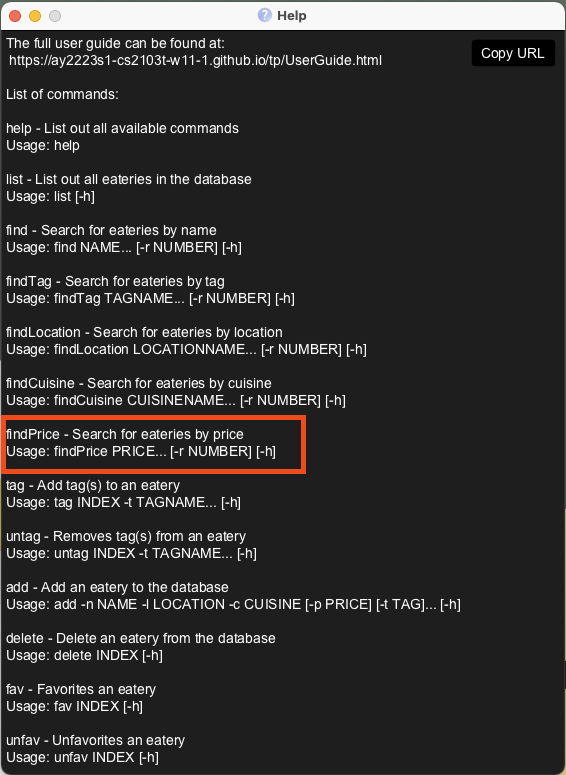 Help
The full user guide can be found at:
https://ay2223s1-cs2103t-w11-1.github.io/tp/UserGuide.html
Copy URL
List of commands:
help - List out all available commands
Usage: help
list - List out all eateries in the database
Usage: list [-h]
find - Search for eateries by name
Usage: find NAME... [-r NUMBER] [-h]
findTag - Search for eateries by tag
Usage: findTag TAGNAME... [-r NUMBER] [-h]
findLocation - Search for eateries by location
Usage: findLocation LOCATIONNAME... [-r NUMBER] [-h]
findCuisine - Search for eateries by cuisine
Usage: findCuisine CUISINENAME... [-r NUMBER] [-h]
findPrice - Search for eateries by price
Usage: findPrice PRICE... [-r NUMBER] [-h]
tag - Add tag(s) to an eatery
Usage: tag INDEX -t TAGNAME... [-h]
untag - Removes tag(s) from an eatery
Usage: untag INDEX -t TAGNAME... [-h]
add - Add an eatery to the database
Usage: add -n NAME -l LOCATION -c CUISINE [-p PRICE] [-t TAG]... [-h]
delete - Delete an eatery from the database
Usage: delete INDEX [-h]
fav - Favorites an eatery
Usage: fav INDEX [-h]
unfav - Unfavorites an eatery
Usage: unfav INDEX [-h]